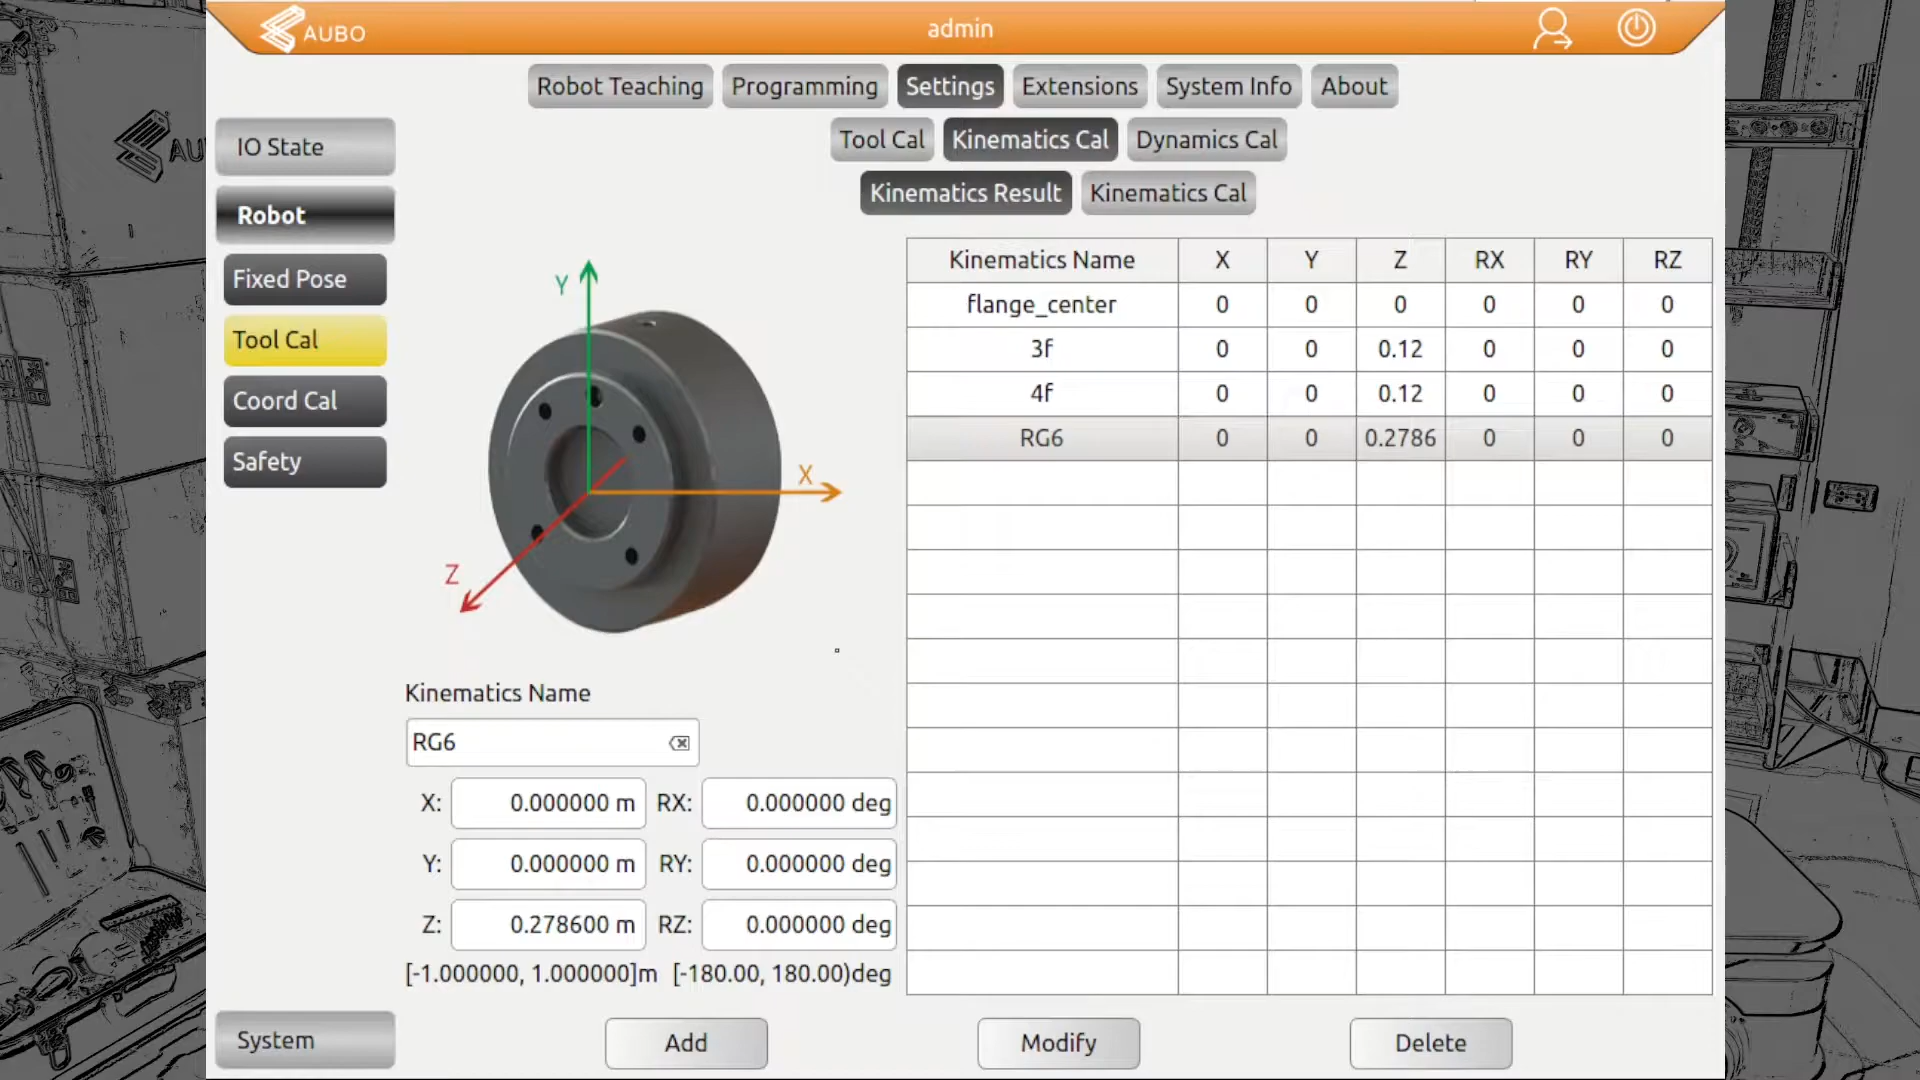 AUBO
admin
Robot Teaching Programming Settings Extensions System Info About
Tool Cal Kinematics Cal Dynamics Cal
Kinematics Result Kinematics Cal
IO State
Robot
Fixed Pose
Tool Cal
Coord Cal
Safety
System
Y
X
Z
Kinematics Name
RG6
X: 0.000000 m RX: 0.000000 deg
Y: 0.000000 m RY: 0.000000 deg
Z: 0.278600 m RZ: 0.000000 deg
[-1.000000, 1.000000]m [-180.00, 180.00)deg
Kinematics Name X Y Z RX RY RZ
flange_center 0 0 0 0 0 0
3f 0 0 0.12 0 0 0
4f 0 0 0.12 0 0 0
RG6 0 0 0.2786 0 0 0
Add Modify Delete
AU